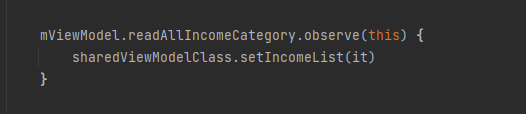 mViewModel.readAllIncomeCategory.observe(this) {
    sharedViewModelClass.setIncomeList(it)
}